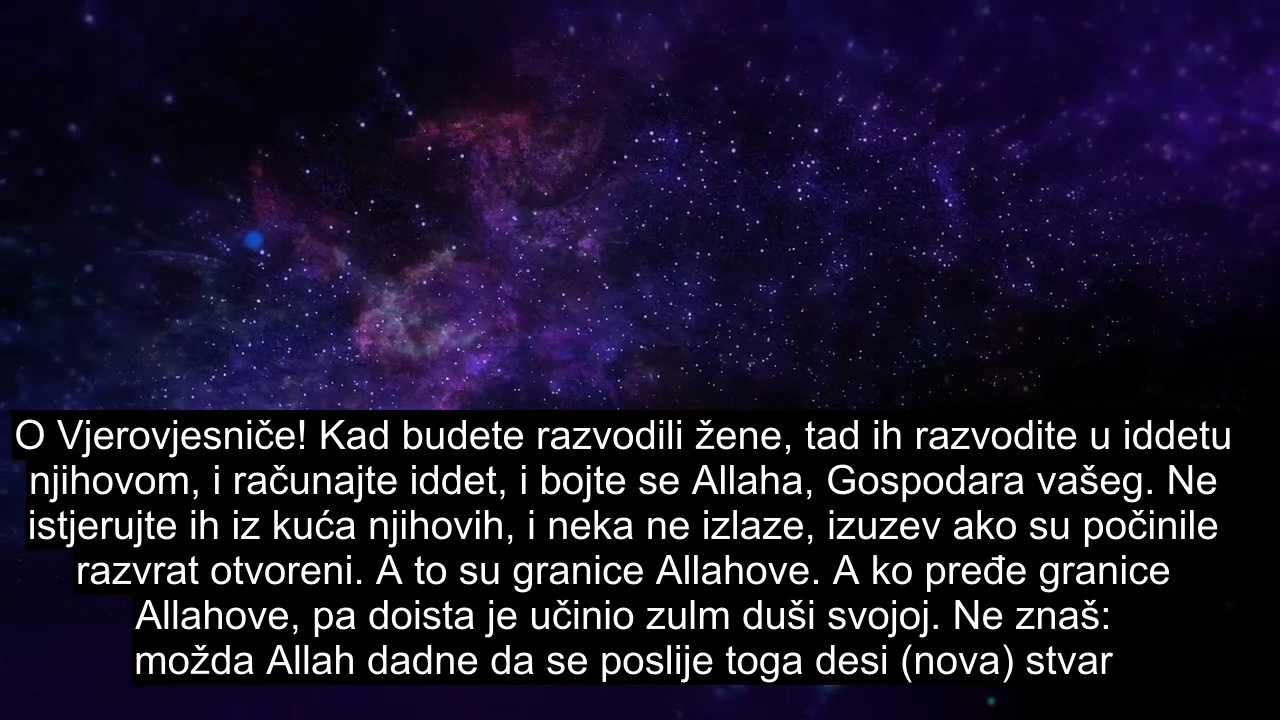 O Vjerovjesniče! Kad budete razvodili žene, tad ih razvodite u iddetu
njihovom, i računajte iddet, i bojte se Allaha, Gospodara vašeg. Ne
istjerujte ih iz kuća njihovih, i neka ne izlaze, izuzev ako su počinile
razvrat otvoreni. A to su granice Allahove. A ko pređe granice
Allahove, pa doista je učinio zulm duši svojoj. Ne znaš:
možda Allah dadne da se poslije toga desi (nova) stvar